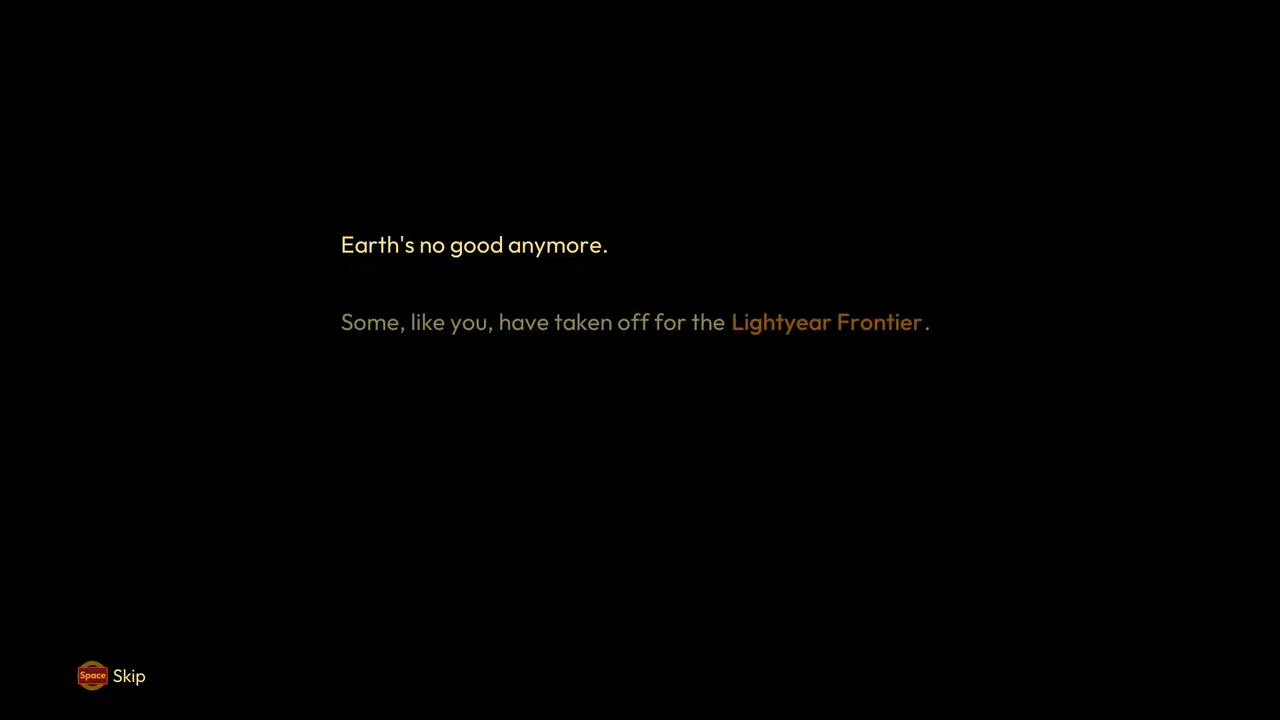 Earth's no good anymore.
Some, like you, have taken off for the Lightyear Frontier.
Space Skip